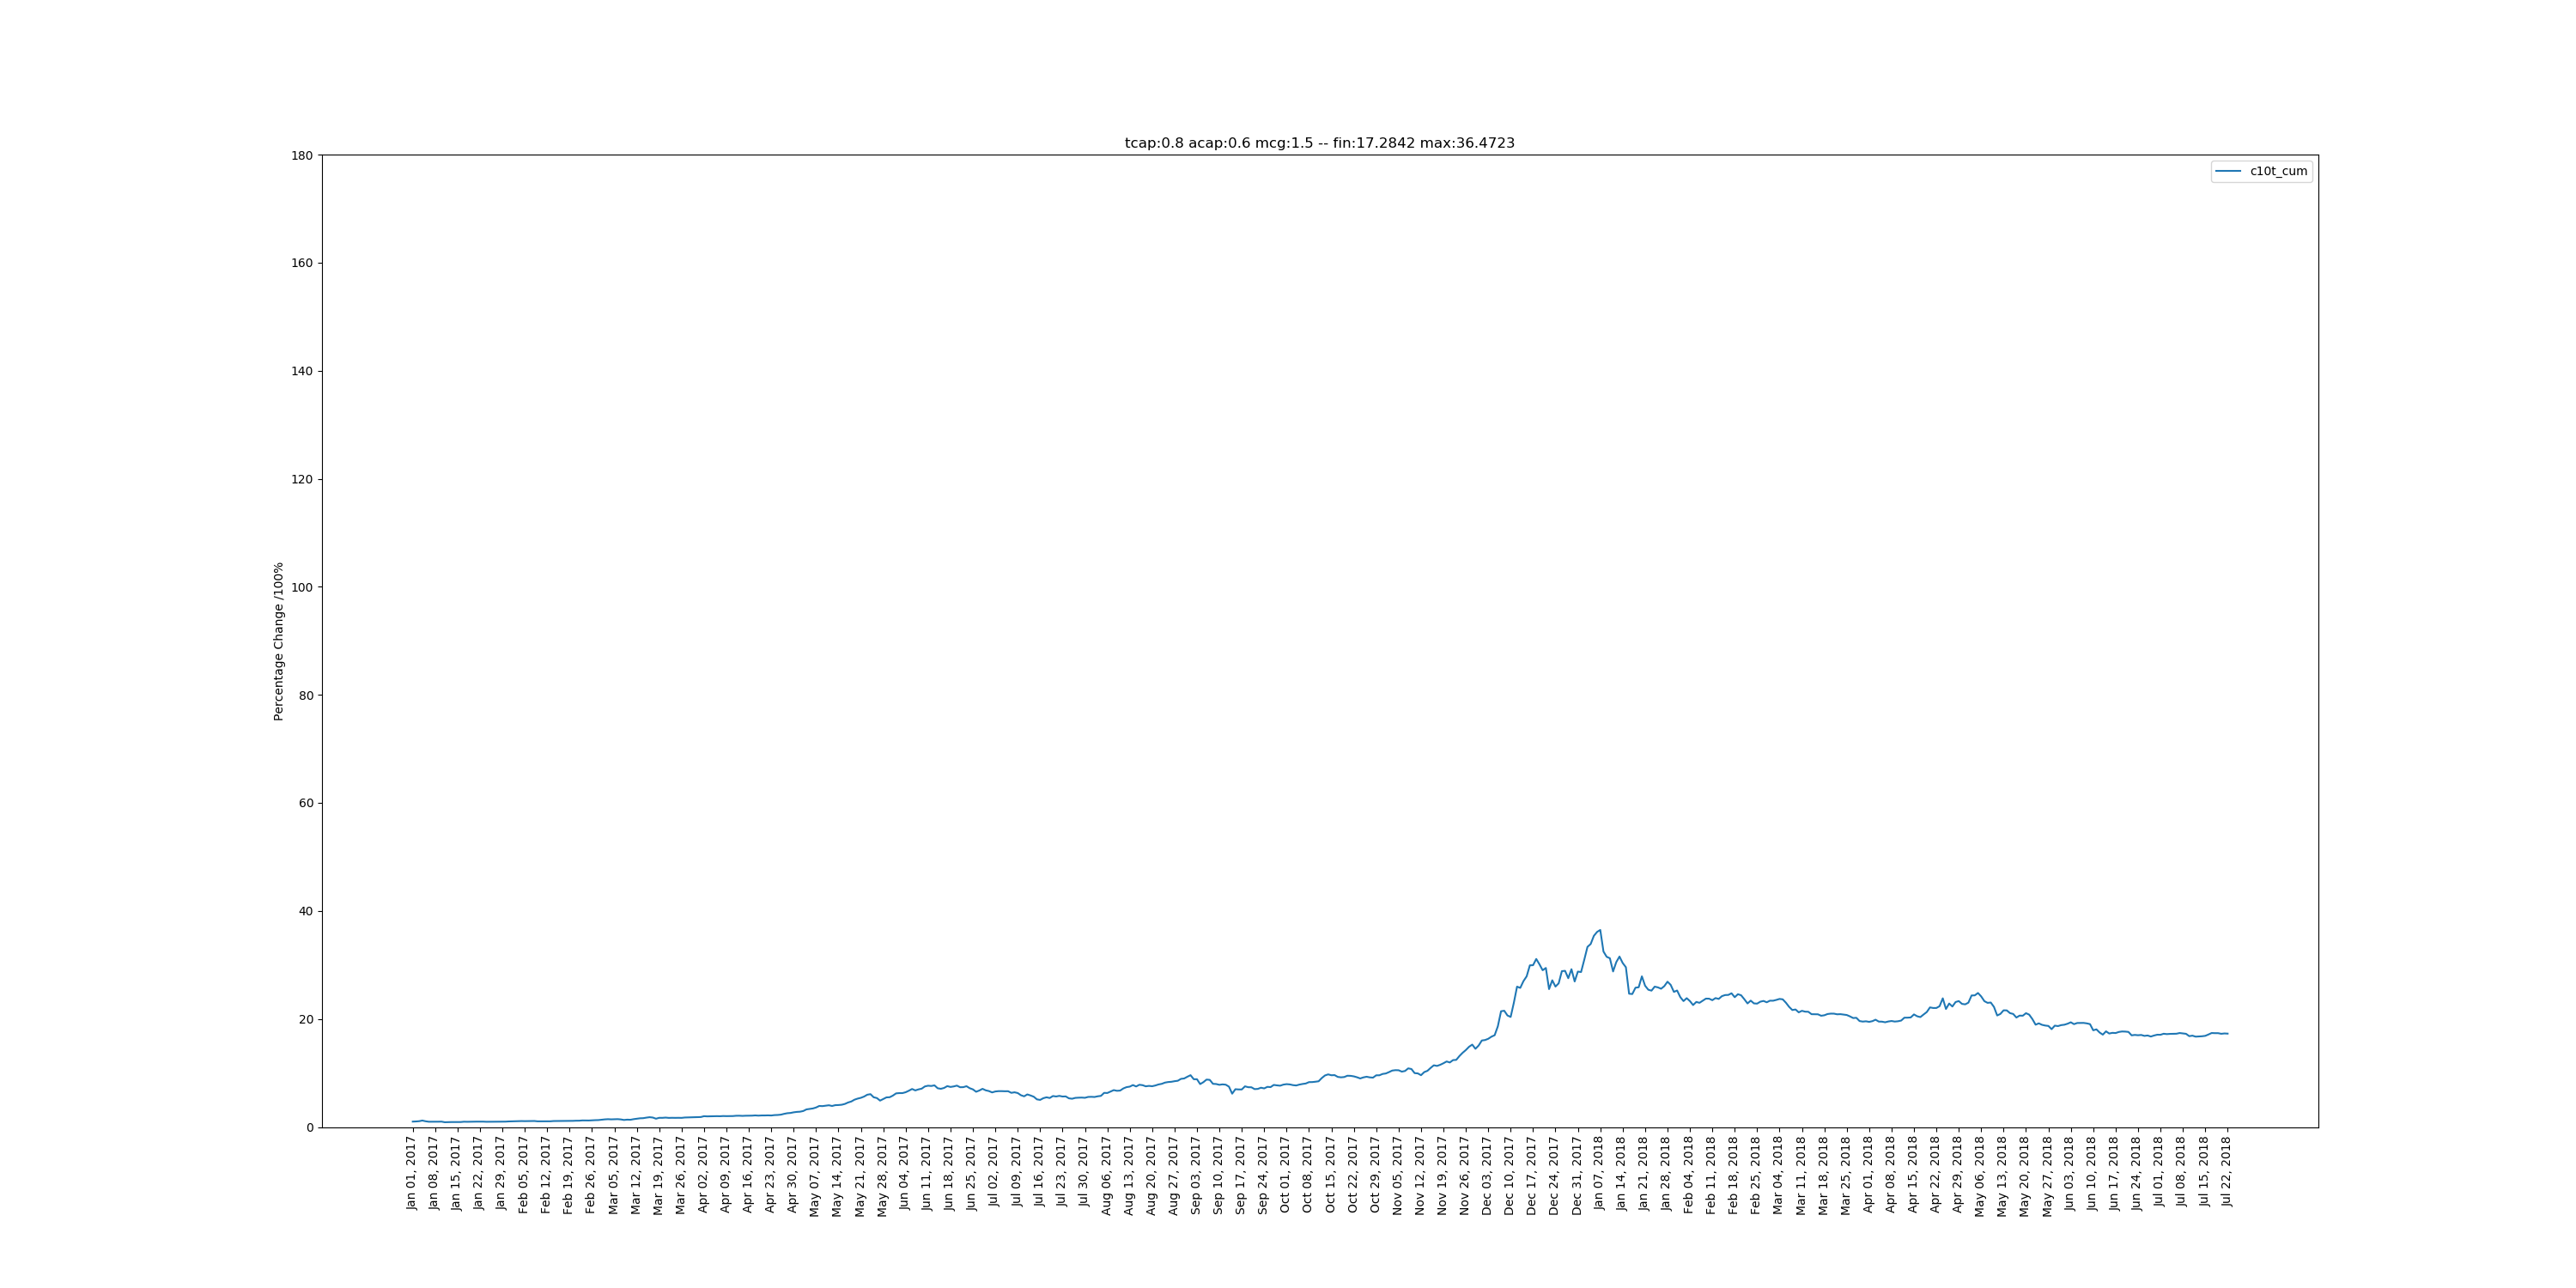 tcap:0.8 acap:0.6 mcg:1.5 -- fin:17.2842 max:36.4723
c10t_cum
Percentage Change /100%
180
160
140
120
100
80
60
40
20
0
Jan 01, 2017
Jan 08, 2017
Jan 15, 2017
Jan 22, 2017
Jan 29, 2017
Feb 05, 2017
Feb 12, 2017
Feb 19, 2017
Feb 26, 2017
Mar 05, 2017
Mar 12, 2017
Mar 19, 2017
Mar 26, 2017
Apr 02, 2017
Apr 09, 2017
Apr 16, 2017
Apr 23, 2017
Apr 30, 2017
May 07, 2017
May 14, 2017
May 21, 2017
May 28, 2017
Jun 04, 2017
Jun 11, 2017
Jun 18, 2017
Jun 25, 2017
Jul 02, 2017
Jul 09, 2017
Jul 16, 2017
Jul 23, 2017
Jul 30, 2017
Aug 06, 2017
Aug 13, 2017
Aug 20, 2017
Aug 27, 2017
Sep 03, 2017
Sep 10, 2017
Sep 17, 2017
Sep 24, 2017
Oct 01, 2017
Oct 08, 2017
Oct 15, 2017
Oct 22, 2017
Oct 29, 2017
Nov 05, 2017
Nov 12, 2017
Nov 19, 2017
Nov 26, 2017
Dec 03, 2017
Dec 10, 2017
Dec 17, 2017
Dec 24, 2017
Dec 31, 2017
Jan 07, 2018
Jan 14, 2018
Jan 21, 2018
Jan 28, 2018
Feb 04, 2018
Feb 11, 2018
Feb 18, 2018
Feb 25, 2018
Mar 04, 2018
Mar 11, 2018
Mar 18, 2018
Mar 25, 2018
Apr 01, 2018
Apr 08, 2018
Apr 15, 2018
Apr 22, 2018
Apr 29, 2018
May 06, 2018
May 13, 2018
May 20, 2018
May 27, 2018
Jun 03, 2018
Jun 10, 2018
Jun 17, 2018
Jun 24, 2018
Jul 01, 2018
Jul 08, 2018
Jul 15, 2018
Jul 22, 2018